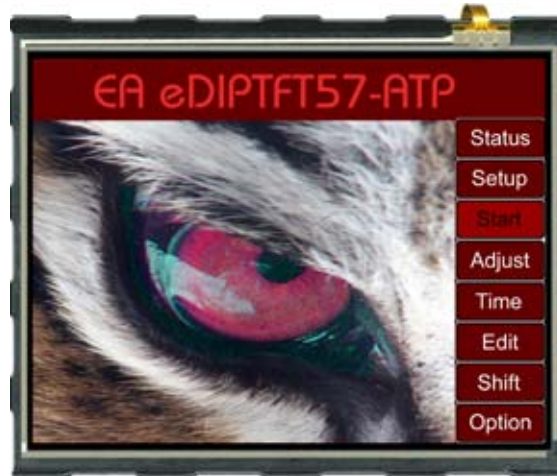 EA eDIPTFT57-ATP
Status
Setup
Start
Adjust
Time
Edit
Shift
Option